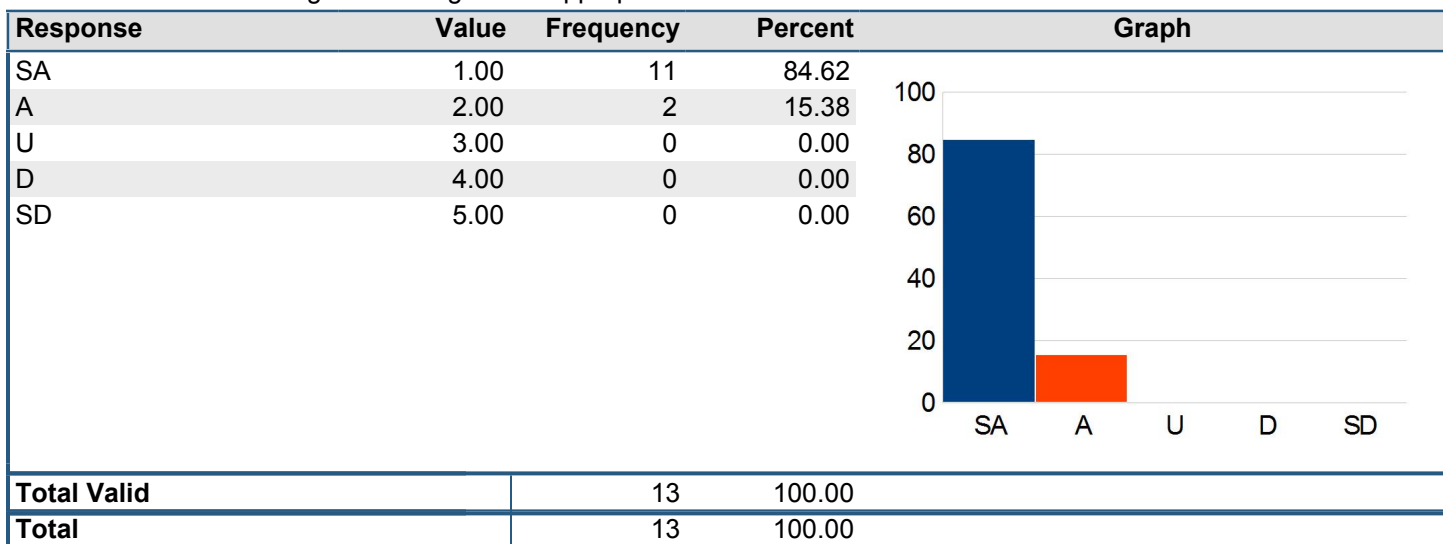 Response Value Frequency Percent Graph
SA 1.00 11 84.62
A 2.00 2 15.38
U 3.00 0 0.00
D 4.00 0 0.00
SD 5.00 0 0.00
100
80
60
40
20
0
SA A U D SD
Total Valid 13 100.00
Total 13 100.00